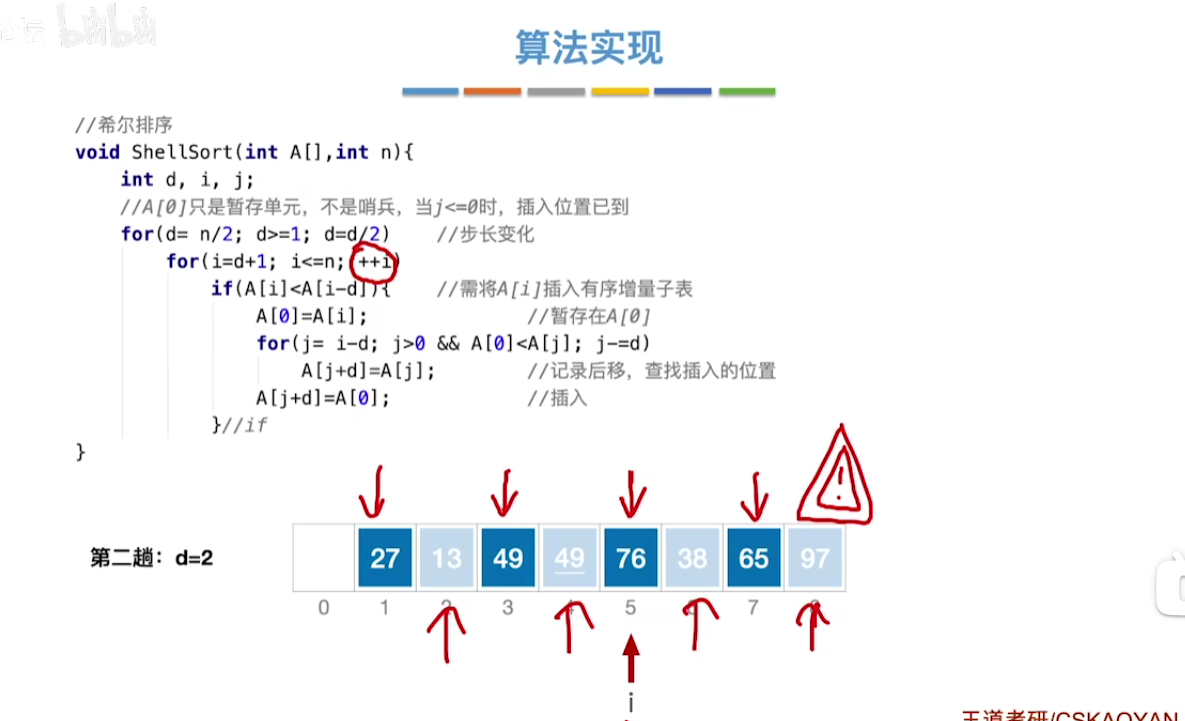 算法实现
//希尔排序
void ShellSort(int A[],int n){
int d, i, j;
//A[0]只是暂存单元，不是哨兵，当j<=0时，插入位置已到
for(d= n/2; d>=1; d=d/2) //步长变化
for(i=d+1; i<=n; ++i)
if(A[i]<A[i-d]){ //需将A[i]插入有序增量子表
A[0]=A[i]; //暂存在A[0]
for(j= i-d; j>0 && A[0]<A[j]; j-=d)
A[j+d]=A[j]; //记录后移，查找插入的位置
A[j+d]=A[0]; //插入
}//if
}
第二趟：d=2 27 13 49 49 76 38 65 97
0 1 2 3 4 5 6 7 8
i
王道考研/CSKAOYAN